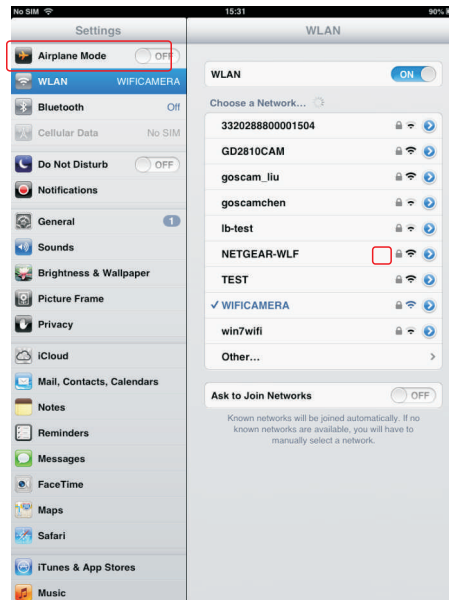 No SIM 15:31 90%
Settings
Airplane Mode OFF
WLAN WIFICAMERA
Bluetooth Off
Cellular Data No SIM
Do Not Disturb OFF
Notifications
General 1
Sounds
Brightness & Wallpaper
Picture Frame
Privacy
iCloud
Mail, Contacts, Calendars
Notes
Reminders
Messages
FaceTime
Maps
Safari
iTunes & App Stores
Music
WLAN
WLAN ON
Choose a Network...
3320288800001504
GD2810CAM
goscam_liu
goscamchen
lb-test
NETGEAR-WLF
TEST
WIFICAMERA
win7wifi
Other...
Ask to Join Networks OFF
Known networks will be joined automatically. If no
known networks are available, you will have to
manually select a network.